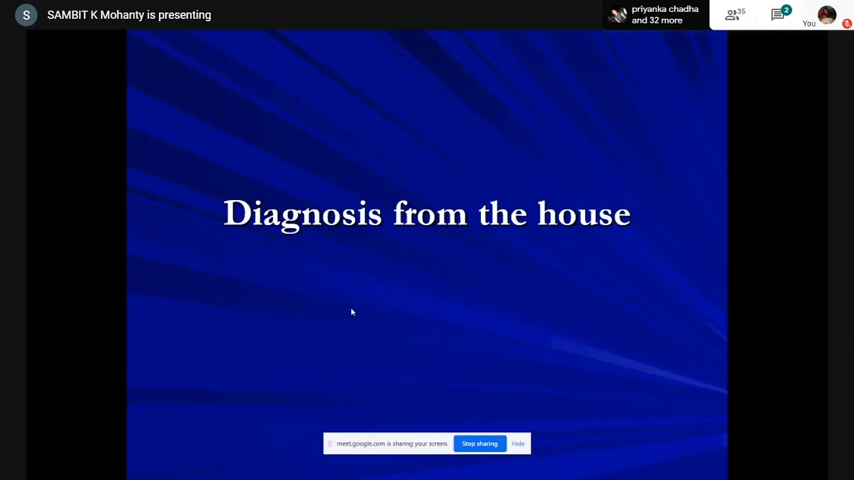 S SAMBIT K Mohanty is presenting
priyanka chadha
and 32 more
35
2
You
Diagnosis from the house
meet.google.com is sharing your screen. Stop sharing Hide